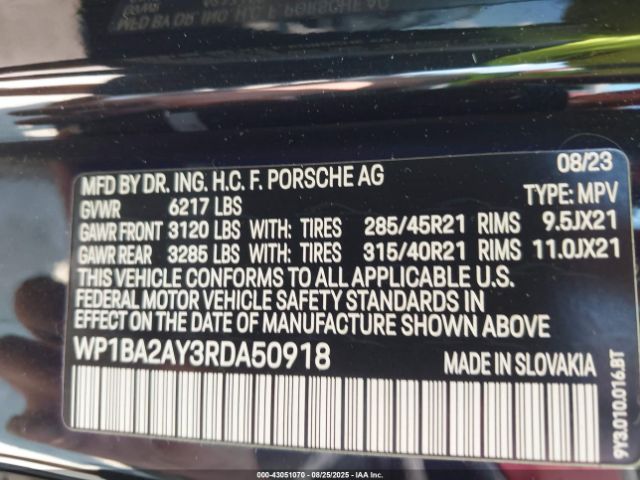 MFD BY DR. ING. H.C. F. PORSCHE AG 08/23
GVWR 6217 LBS TYPE: MPV
GAWR FRONT 3120 LBS WITH: TIRES 285/45R21 RIMS 9.5JX21
GAWR REAR 3285 LBS WITH: TIRES 315/40R21 RIMS 11.0JX21
THIS VEHICLE CONFORMS TO ALL APPLICABLE U.S.
FEDERAL MOTOR VEHICLE SAFETY STANDARDS IN
EFFECT ON THE DATE OF MANUFACTURE SHOWN ABOVE.
WP1BA2AY3RDA50918 MADE IN SLOVAKIA
9Y3.010.016.BT
000-43051070 - 08/25/2025 - IAAI.COM